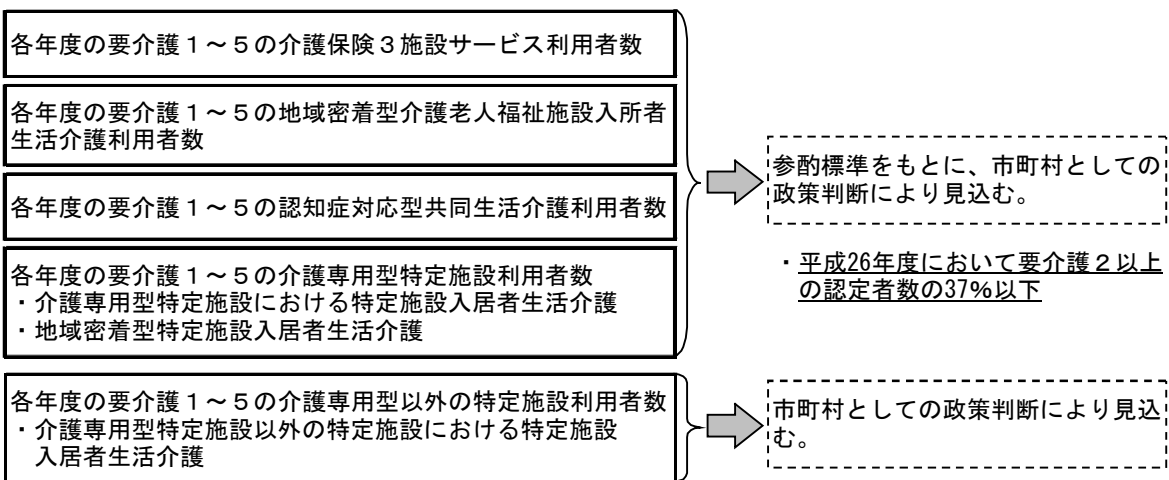 各年度の要介護１～５の介護保険３施設サービス利用者数
各年度の要介護１～５の地域密着型介護老人福祉施設入所者
生活介護利用者数
各年度の要介護１～５の認知症対応型共同生活介護利用者数
各年度の要介護１～５の介護専用型特定施設利用者数
・介護専用型特定施設における特定施設入居者生活介護
・地域密着型特定施設入居者生活介護
参酌標準をもとに、市町村としての
政策判断により見込む。
・平成26年度において要介護２以上
の認定者数の37％以下
各年度の要介護１～５の介護専用型以外の特定施設利用者数
・介護専用型特定施設以外の特定施設における特定施設
入居者生活介護
市町村としての政策判断により見込
む。